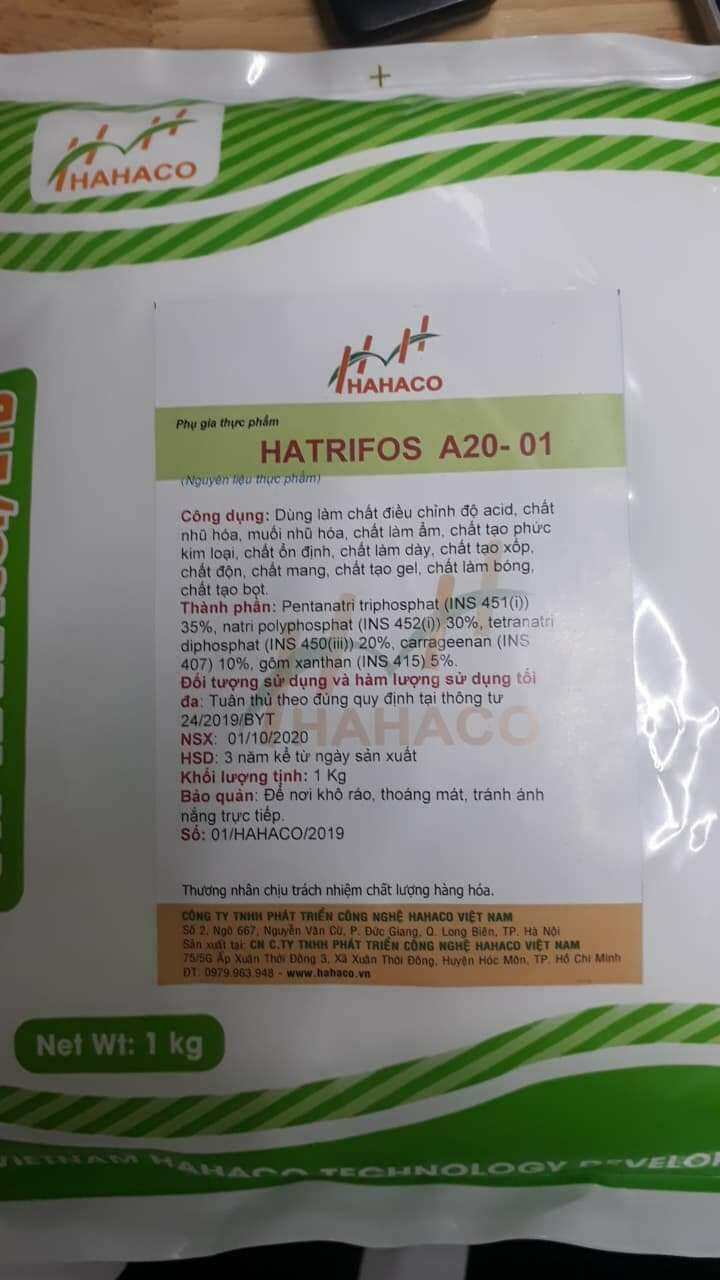 HAHACO
HAHACO
Phụ gia thực phẩm
HATRIFOS A20- 01
(Nguyên liệu thực phẩm)
Công dụng: Dùng làm chất điều chỉnh độ acid, chất
nhũ hóa, muối nhũ hóa, chất làm ẩm, chất tạo phức
kim loại, chất ổn định, chất làm dày, chất tạo xốp,
chất độn, chất mang, chất tạo gel, chất làm bóng,
chất tạo bọt.
Thành phần: Pentanatri triphosphat (INS 451(i))
35%, natri polyphosphat (INS 452(i)) 30%, tetranatri
diphosphat (INS 450(iii)) 20%, carrageenan (INS
407) 10%, gôm xanthan (INS 415) 5%.
Đối tượng sử dụng và hàm lượng sử dụng tối
đa: Tuân thủ theo đúng quy định tại thông tư
24/2019/BYT
HAHACO
NSX: 01/10/2020
HSD: 3 năm kể từ ngày sản xuất
Khối lượng tịnh: 1 Kg
Bảo quản: Để nơi khô ráo, thoáng mát, tránh ánh
nắng trực tiếp.
Số: 01/HAHACO/2019
Thương nhân chịu trách nhiệm chất lượng hàng hóa.
CÔNG TY TNHH PHÁT TRIỂN CÔNG NGHỆ HAHACO VIỆT NAM
Số 2, Ngõ 667, Nguyễn Văn Cừ, P. Đức Giang, Q. Long Biên, TP. Hà Nội
Sản xuất tại: CN C.TY TNHH PHÁT TRIỂN CÔNG NGHỆ HAHACO VIỆT NAM
75/5G Ấp Xuân Thới Đông 3, Xã Xuân Thới Đông, Huyện Hóc Môn, TP. Hồ Chí Minh
ĐT: 0979.963.948 - www.hahaco.vn
Net Wt: 1 kg
VIETNAM HAHACO TECHNOLOGY DEVELO